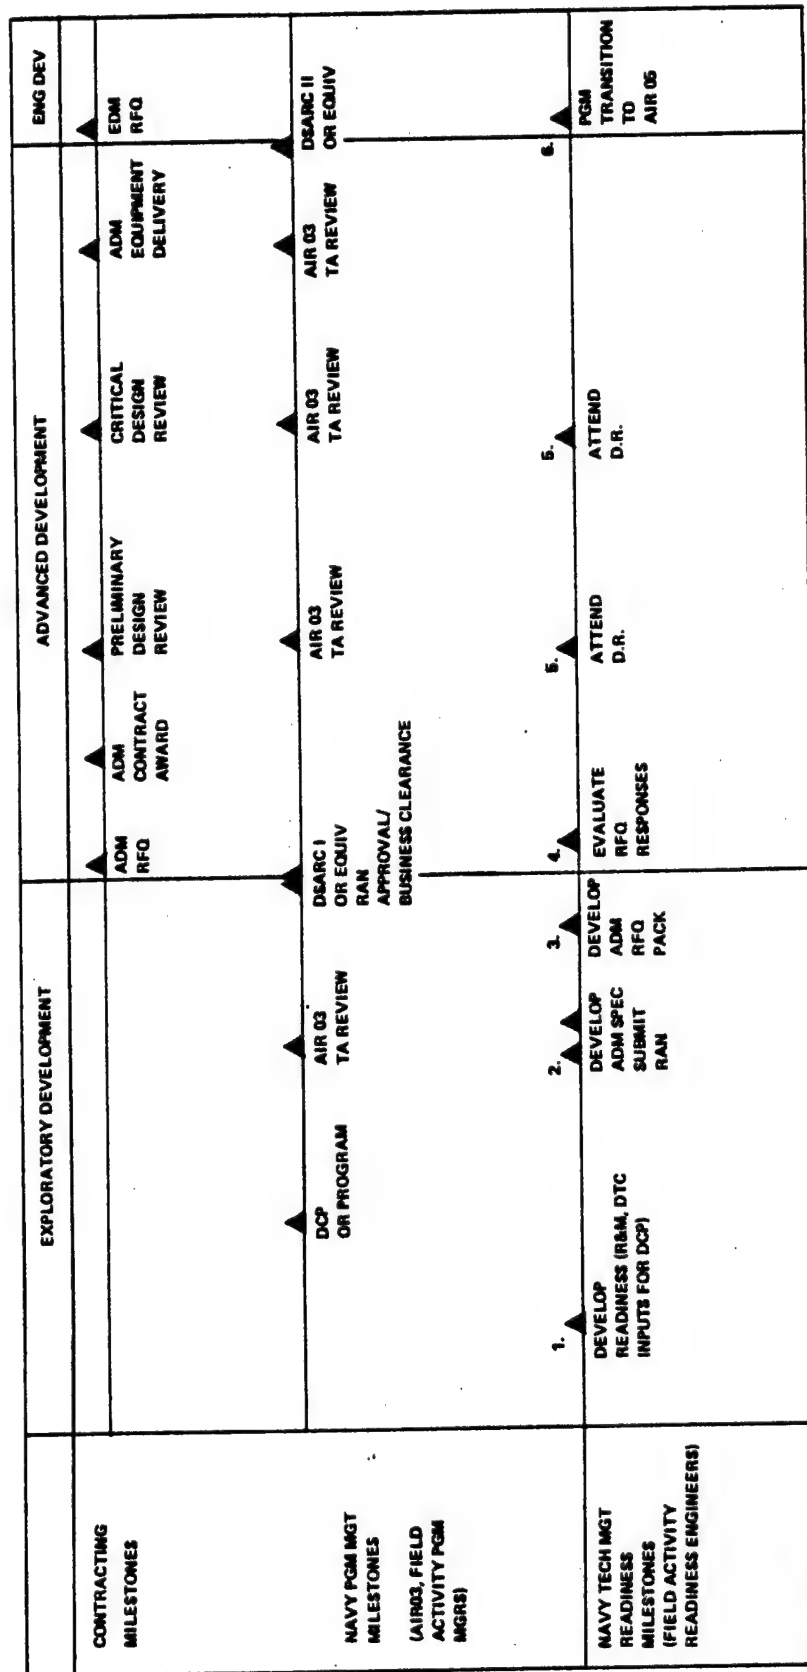 EXPLORATORY DEVELOPMENT
ADVANCED DEVELOPMENT
ENG DEV
CONTRACTING
MILESTONES
ADM
RFQ
ADM
CONTRACT
AWARD
PRELIMINARY
DESIGN
REVIEW
CRITICAL
DESIGN
REVIEW
ADM
EQUIPMENT
DELIVERY
EDM
RFQ
NAVY PGM MGT
MILESTONES
(AIR03, FIELD
ACTIVITY PGM
MGRS)
DCP
OR PROGRAM
AIR 03
TA REVIEW
DSARC I
OR EQUIV
RAN
APPROVAL/
BUSINESS CLEARANCE
AIR 03
TA REVIEW
AIR 03
TA REVIEW
AIR 03
TA REVIEW
DSARC II
OR EQUIV
NAVY TECH MGT
READINESS
MILESTONES
(FIELD ACTIVITY
READINESS ENGINEERS)
1.
DEVELOP
READINESS (R&M, DTC
INPUTS FOR DCP)
2.
DEVELOP
ADM SPEC
SUBMIT
RAN
3.
DEVELOP
ADM
RFQ
PACK
4.
EVALUATE
RFQ
RESPONSES
5.
ATTEND
D.R.
5.
ATTEND
D.R.
6.
PGM
TRANSITION
TO
AIR 05